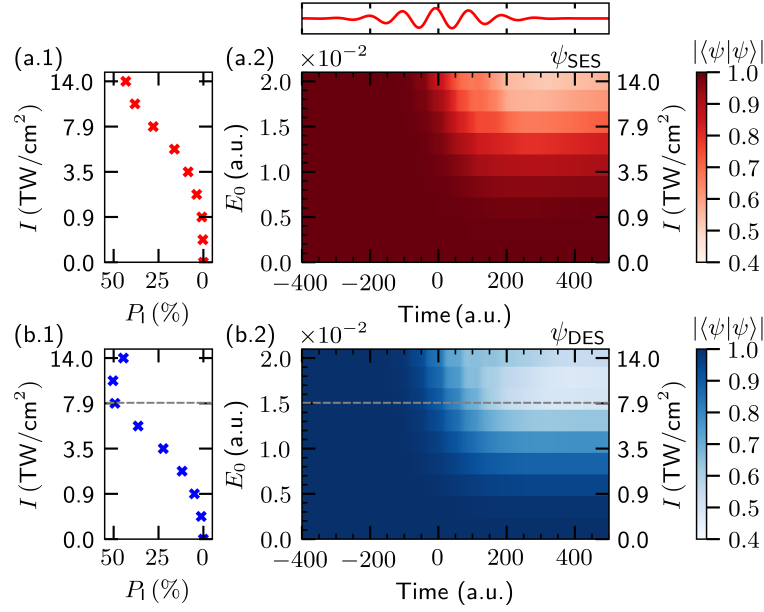 (a.1)
14.0
7.9
3.5
0.9
0.0
I (TW/cm²)
50 25 0
P_I (%)
(a.2)
×10⁻²
ψ_SES
2.0
1.5
1.0
0.5
0.0
E₀ (a.u.)
−400 −200 0 200 400
Time (a.u.)
14.0
7.9
3.5
0.9
0.0
I (TW/cm²)
|⟨ψ|ψ⟩|
1.0
0.9
0.8
0.7
0.6
0.5
0.4
(b.1)
14.0
7.9
3.5
0.9
0.0
I (TW/cm²)
50 25 0
P_I (%)
(b.2)
×10⁻²
ψ_DES
2.0
1.5
1.0
0.5
0.0
E₀ (a.u.)
−400 −200 0 200 400
Time (a.u.)
14.0
7.9
3.5
0.9
0.0
I (TW/cm²)
|⟨ψ|ψ⟩|
1.0
0.9
0.8
0.7
0.6
0.5
0.4